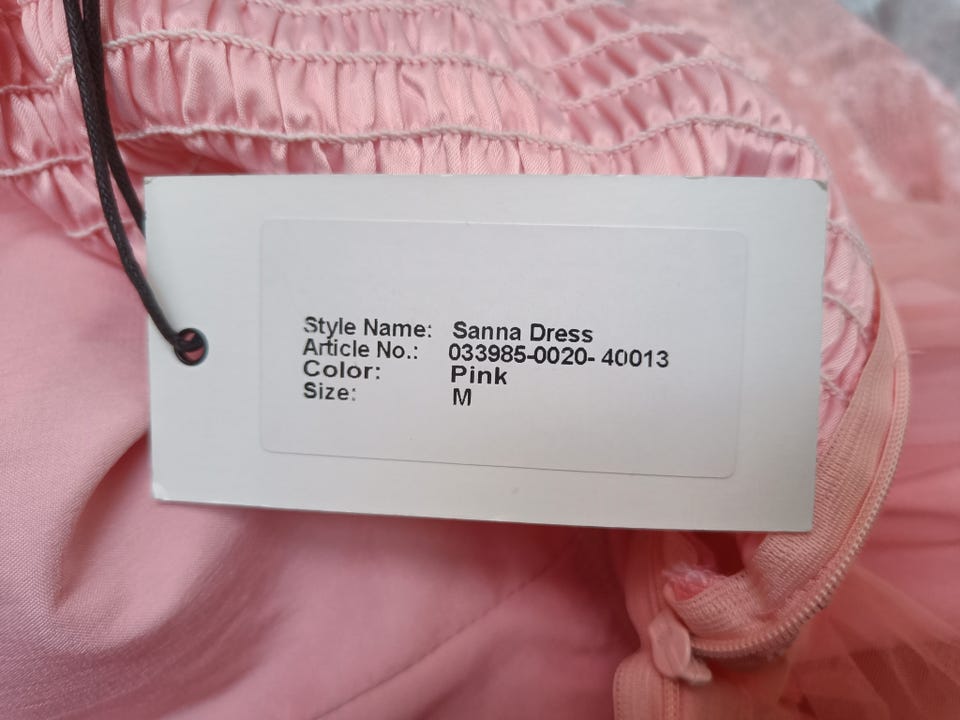 Style Name: Sanna Dress
Article No.: 033985-0020- 40013
Color: Pink
Size: M